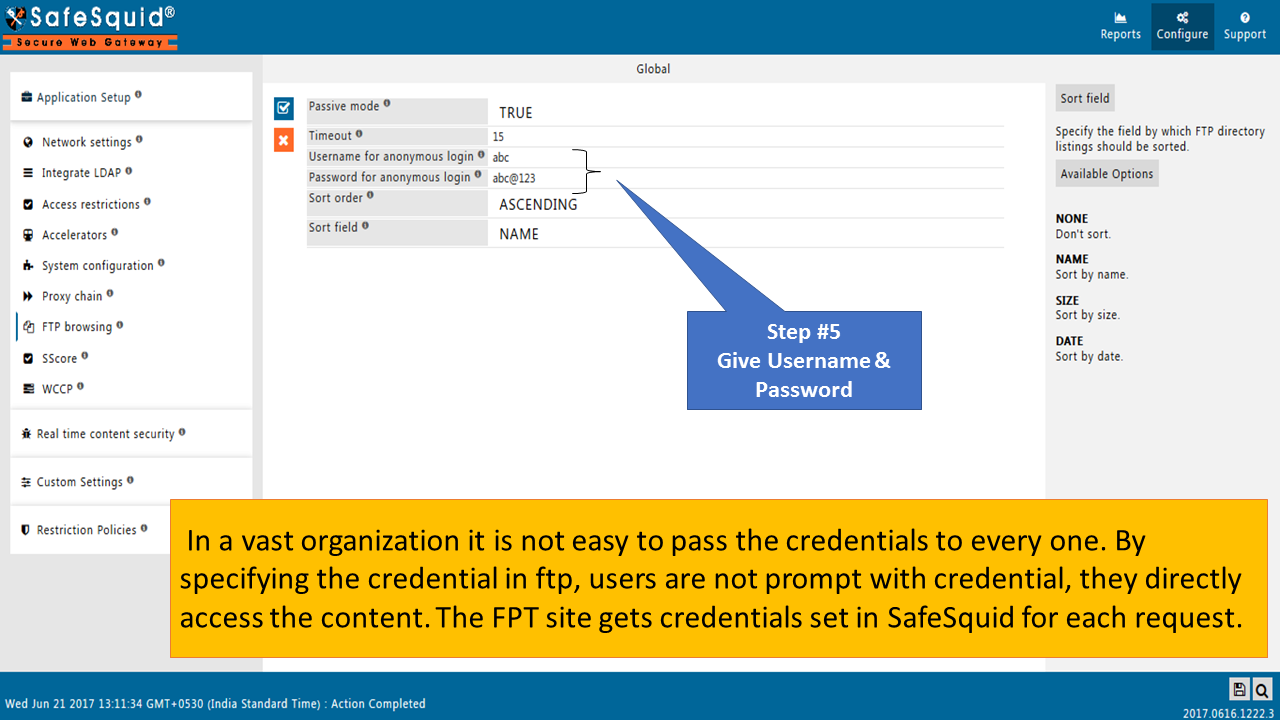 SafeSquid®
Secure Web Gateway
Reports
Configure
Support
Global
Application Setup
Network settings
Integrate LDAP
Access restrictions
Accelerators
System configuration
Proxy chain
FTP browsing
SScore
WCCP
Real time content security
Custom Settings
Restriction Policies
Passive mode TRUE
Timeout 15
Username for anonymous login abc
Password for anonymous login abc@123
Sort order ASCENDING
Sort field NAME
Step #5
Give Username &
Password
Sort field
Specify the field by which FTP directory
listings should be sorted.
Available Options
NONE
Don't sort.
NAME
Sort by name.
SIZE
Sort by size.
DATE
Sort by date.
In a vast organization it is not easy to pass the credentials to every one. By
specifying the credential in ftp, users are not prompt with credential, they directly
access the content. The FPT site gets credentials set in SafeSquid for each request.
Wed Jun 21 2017 13:11:34 GMT+0530 (India Standard Time) : Action Completed
2017.0616.1222.3